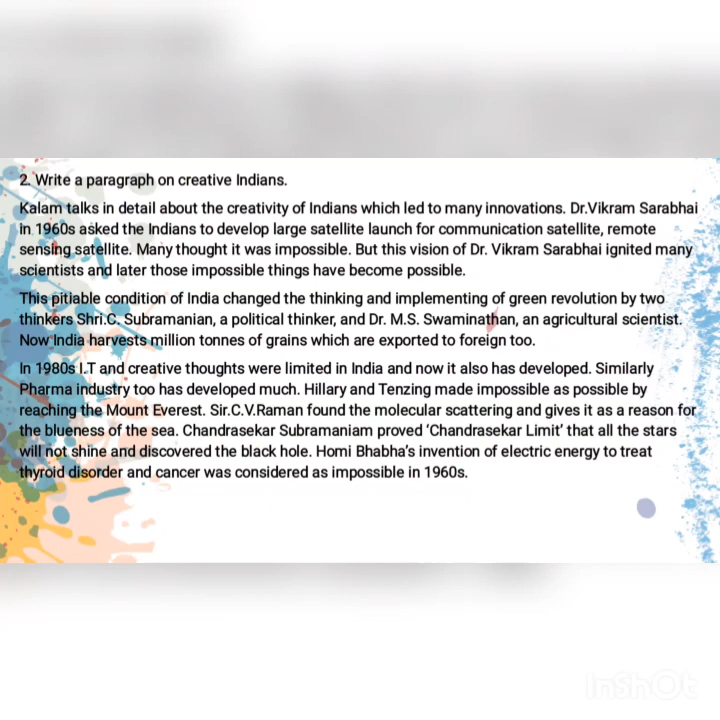 2. Write a paragraph on creative Indians.
Kalam talks in detail about the creativity of Indians which led to many innovations. Dr.Vikram Sarabhai
in 1960s asked the Indians to develop large satellite launch for communication satellite, remote
sensing satellite. Many thought it was impossible. But this vision of Dr. Vikram Sarabhai ignited many
scientists and later those impossible things have become possible.
This pitiable condition of India changed the thinking and implementing of green revolution by two
thinkers Shri.C. Subramanian, a political thinker, and Dr. M.S. Swaminathan, an agricultural scientist.
Now India harvests million tonnes of grains which are exported to foreign too.
In 1980s I.T and creative thoughts were limited in India and now it also has developed. Similarly
Pharma industry too has developed much. Hillary and Tenzing made impossible as possible by
reaching the Mount Everest. Sir.C.V.Raman found the molecular scattering and gives it as a reason for
the blueness of the sea. Chandrasekar Subramaniam proved ‘Chandrasekar Limit’ that all the stars
will not shine and discovered the black hole. Homi Bhabha’s invention of electric energy to treat
thyroid disorder and cancer was considered as impossible in 1960s.
InShOt